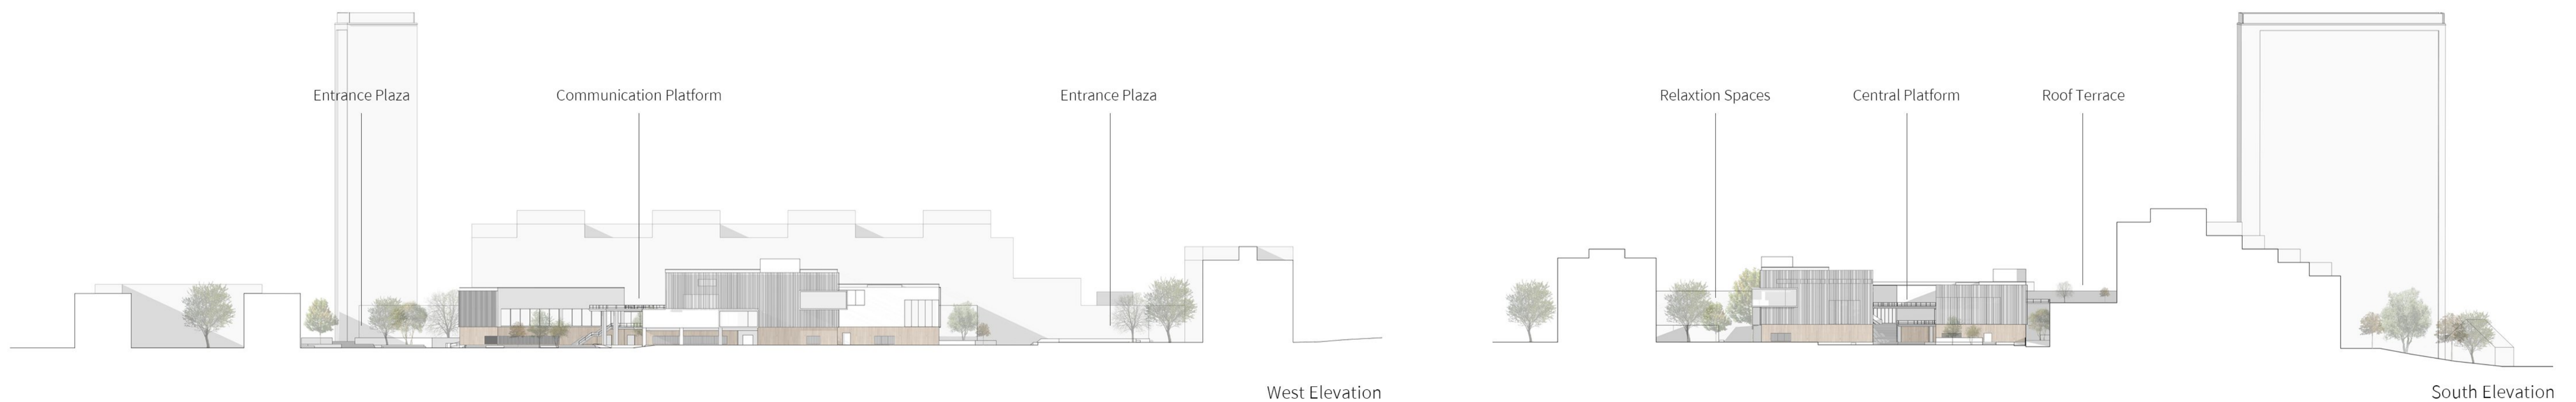 Entrance Plaza
Communication Platform
Entrance Plaza
Relaxtion Spaces
Central Platform
Roof Terrace
West Elevation
South Elevation